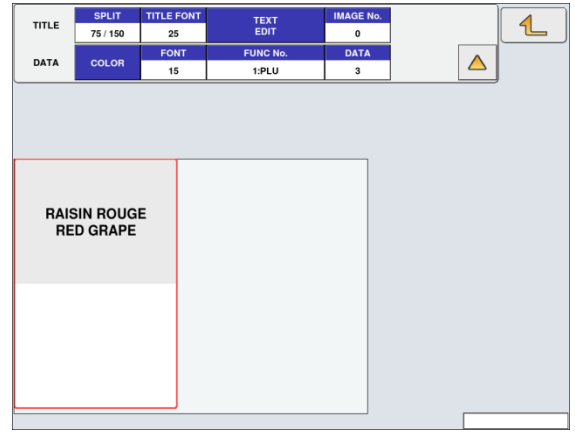 TITLE
SPLIT
TITLE FONT
TEXT
EDIT
IMAGE No.
75 / 150
25
0
DATA
COLOR
FONT
FUNC No.
DATA
15
1:PLU
3
RAISIN ROUGE
RED GRAPE